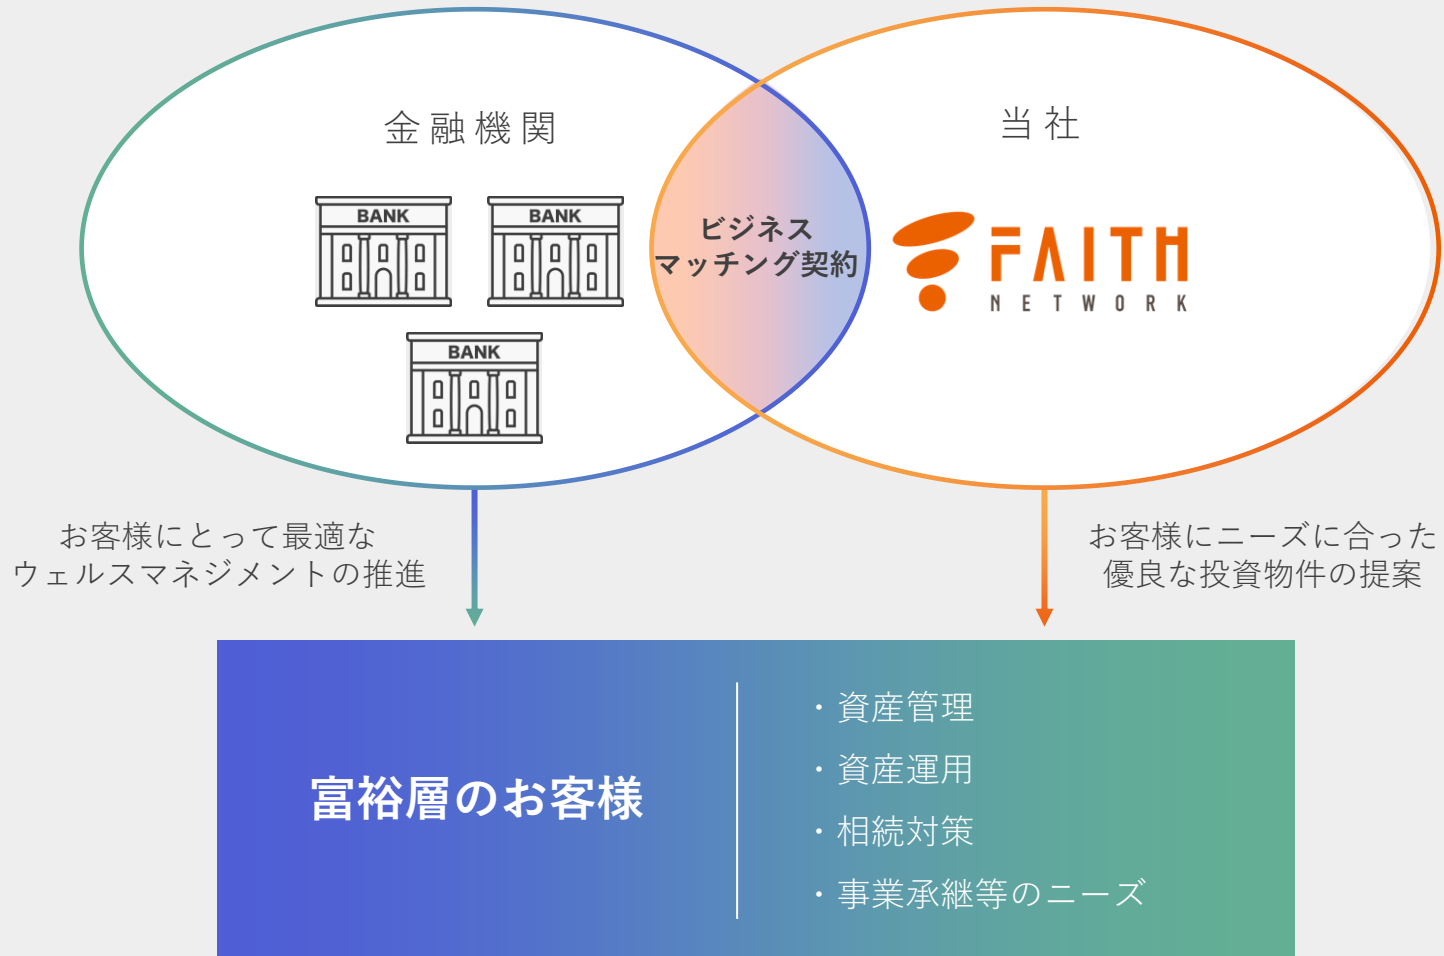 金融機関
当社
BANK
BANK
BANK
ビジネス
マッチング契約
FAITH
NETWORK
お客様にとって最適な
ウェルスマネジメントの推進
お客様にニーズに合った
優良な投資物件の提案
富裕層のお客様
・資産管理
・資産運用
・相続対策
・事業承継等のニーズ